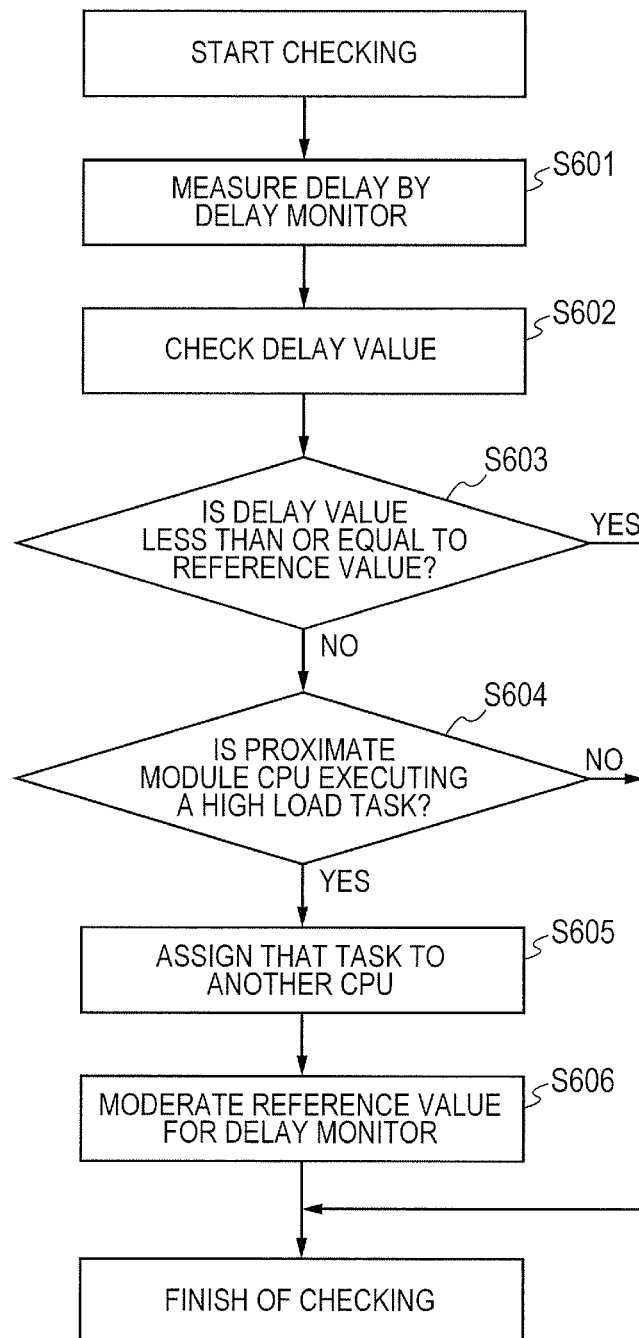 START CHECKING
S601
MEASURE DELAY BY
DELAY MONITOR
S602
CHECK DELAY VALUE
S603
IS DELAY VALUE
LESS THAN OR EQUAL TO
REFERENCE VALUE?
YES
NO
S604
IS PROXIMATE
MODULE CPU EXECUTING
A HIGH LOAD TASK?
NO
YES
S605
ASSIGN THAT TASK TO
ANOTHER CPU
S606
MODERATE REFERENCE VALUE
FOR DELAY MONITOR
FINISH OF CHECKING